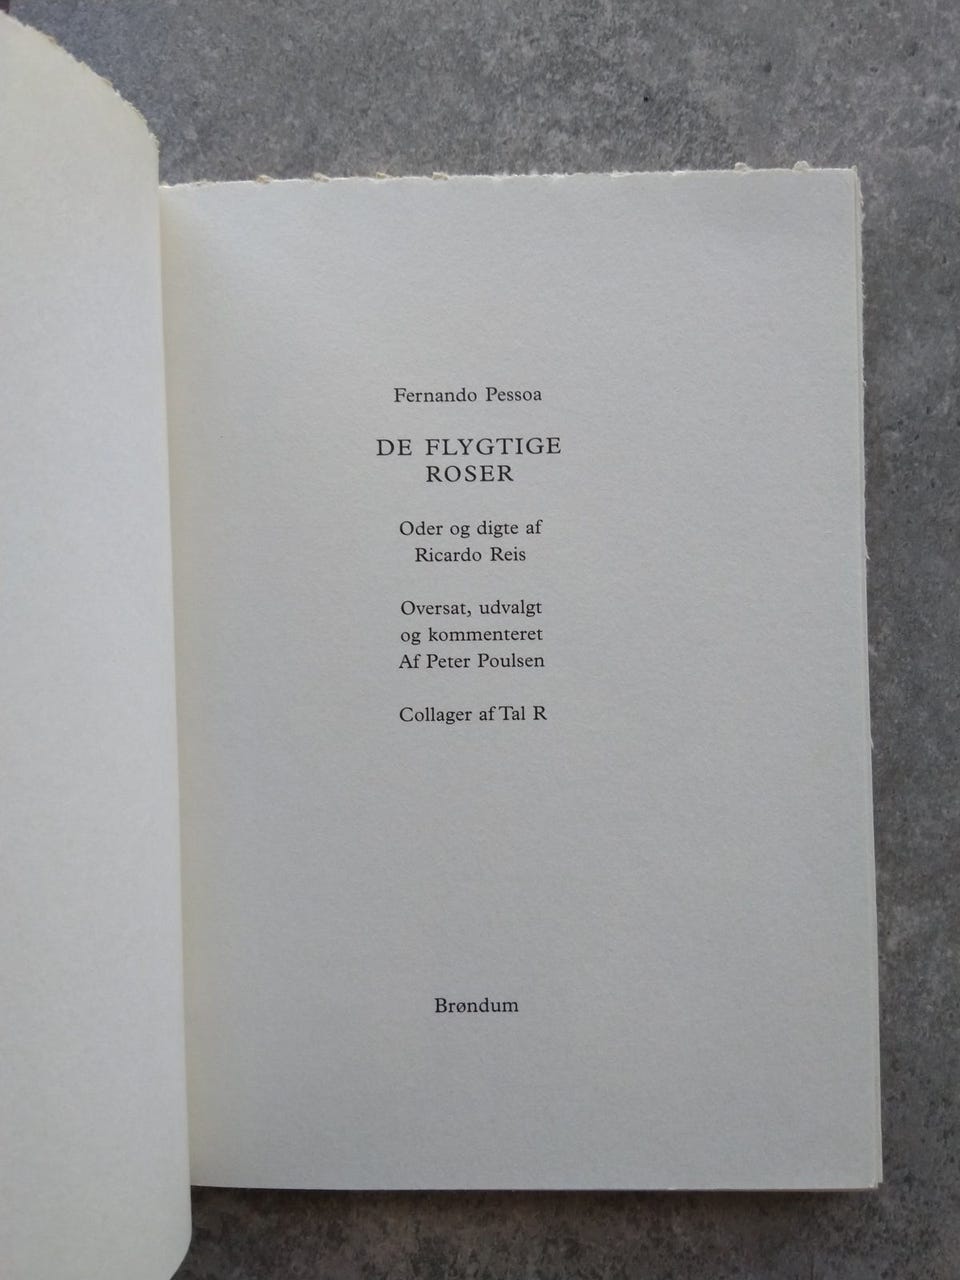 Fernando Pessoa
DE FLYGTIGE
ROSER
Oder og digte af
Ricardo Reis
Oversat, udvalgt
og kommenteret
Af Peter Poulsen
Collager af Tal R
Brøndum